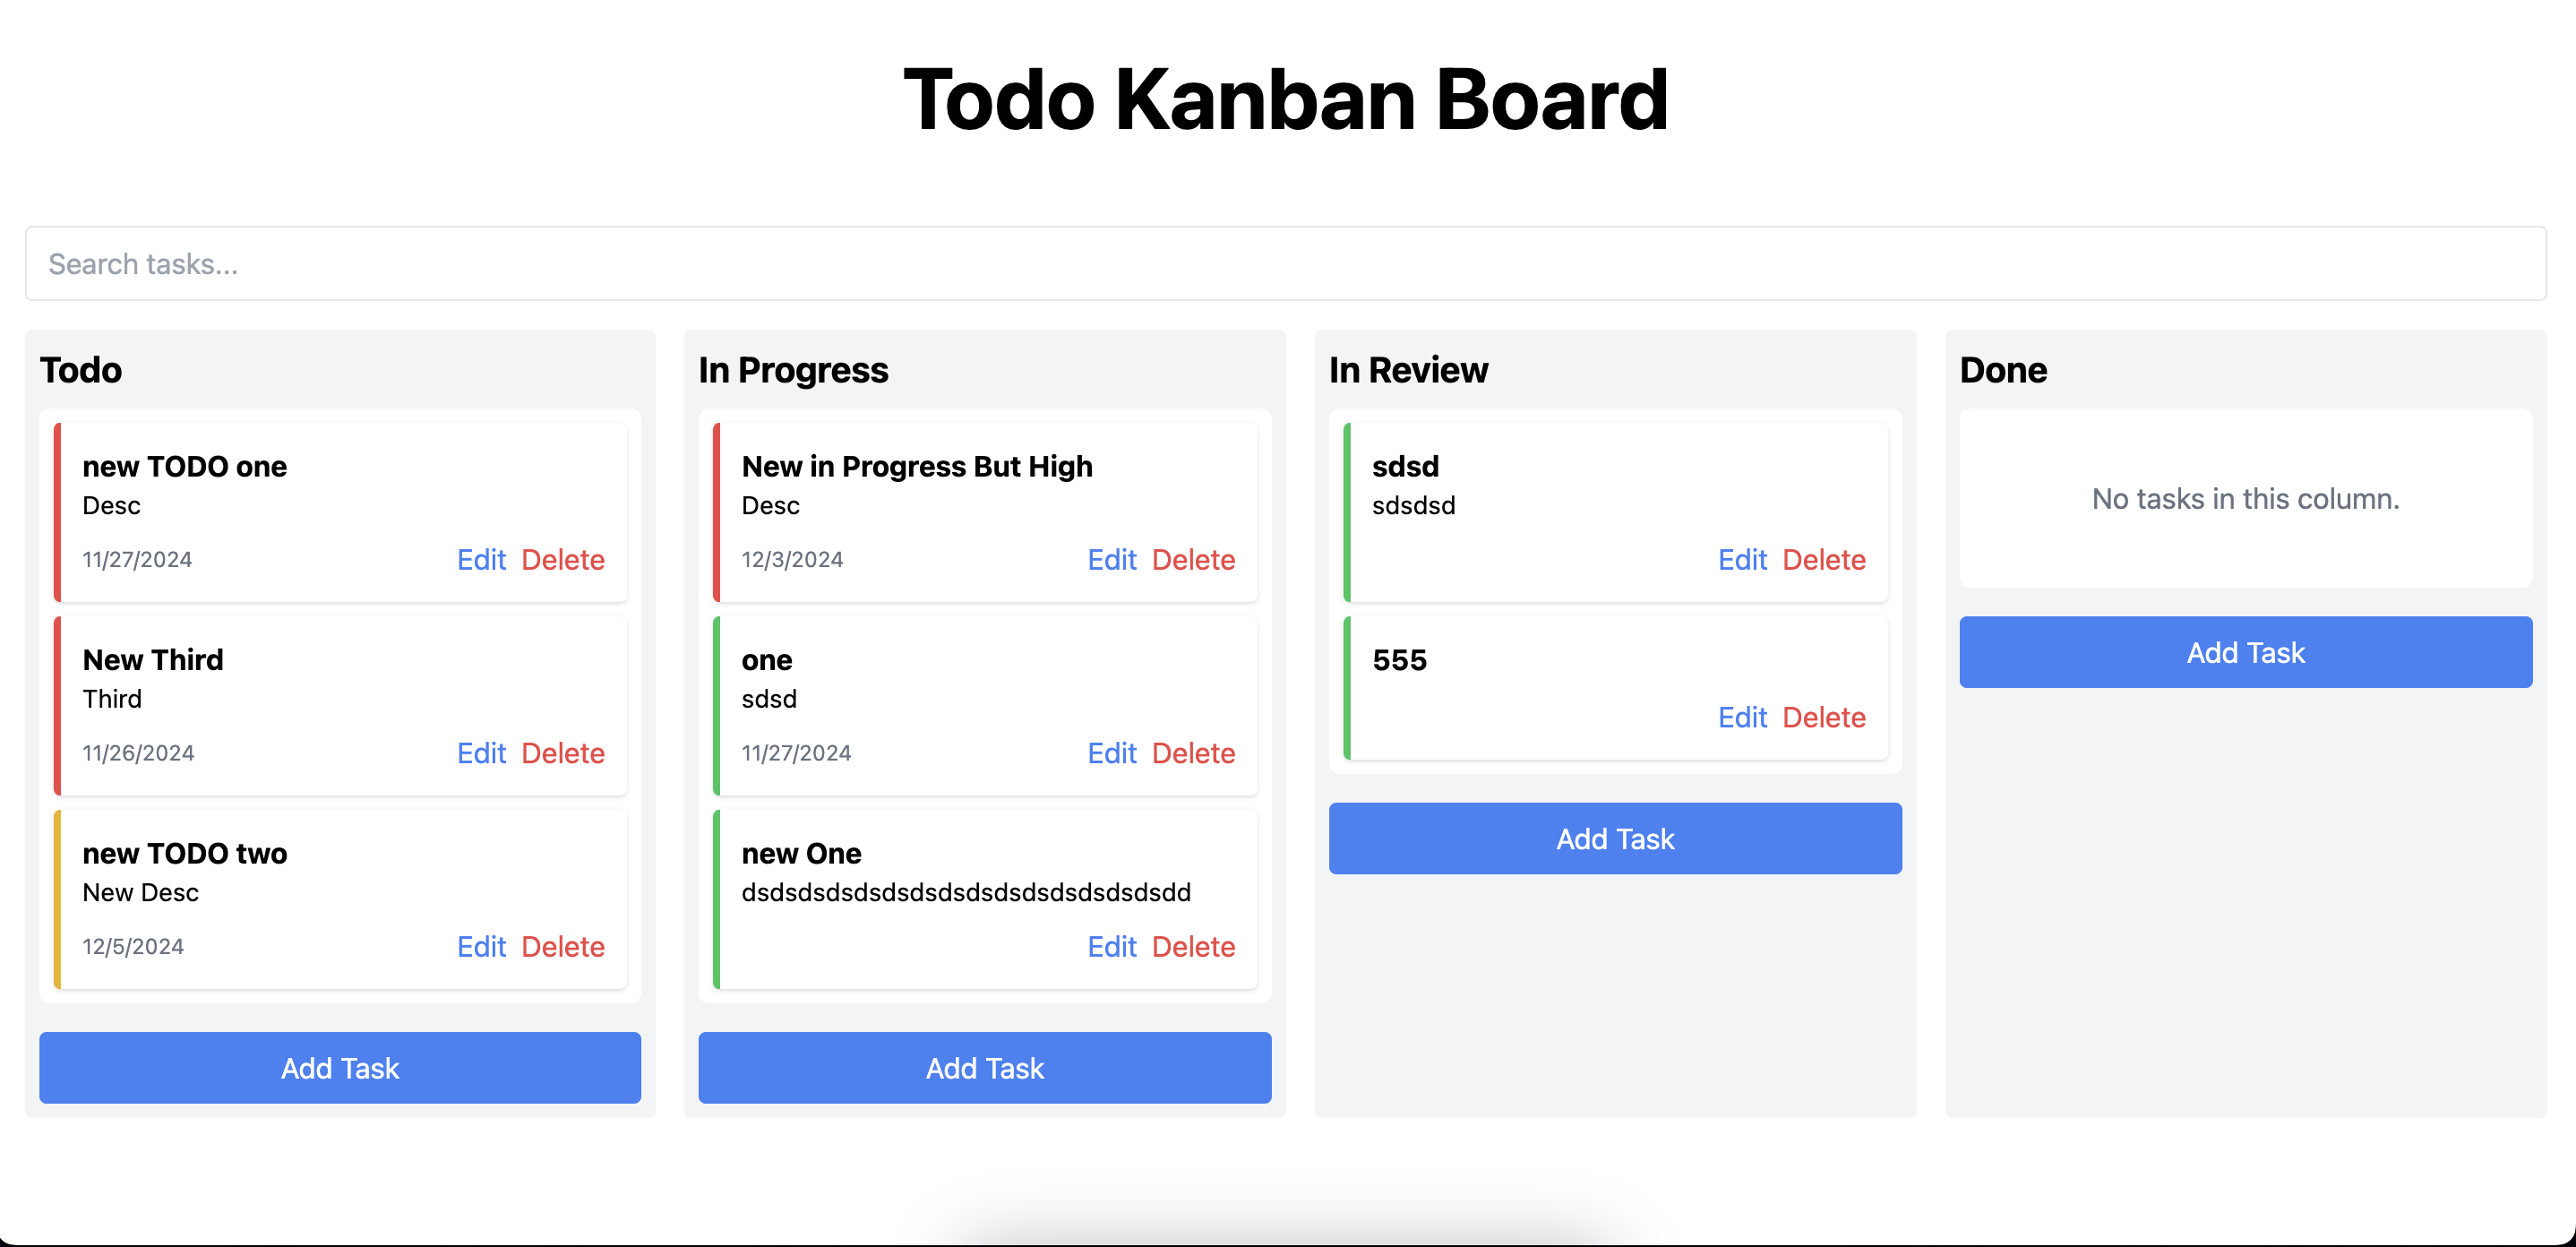 Todo Kanban Board
Search tasks...
Todo
new TODO one
Desc
11/27/2024 Edit Delete
New Third
Third
11/26/2024 Edit Delete
new TODO two
New Desc
12/5/2024 Edit Delete
Add Task
In Progress
New in Progress But High
Desc
12/3/2024 Edit Delete
one
sdsd
11/27/2024 Edit Delete
new One
dsdsdsdsdsdsdsdsdsdsdsdsdsdsdsdd
Edit Delete
Add Task
In Review
sdsd
sdsdsd
Edit Delete
555
Edit Delete
Add Task
Done
No tasks in this column.
Add Task